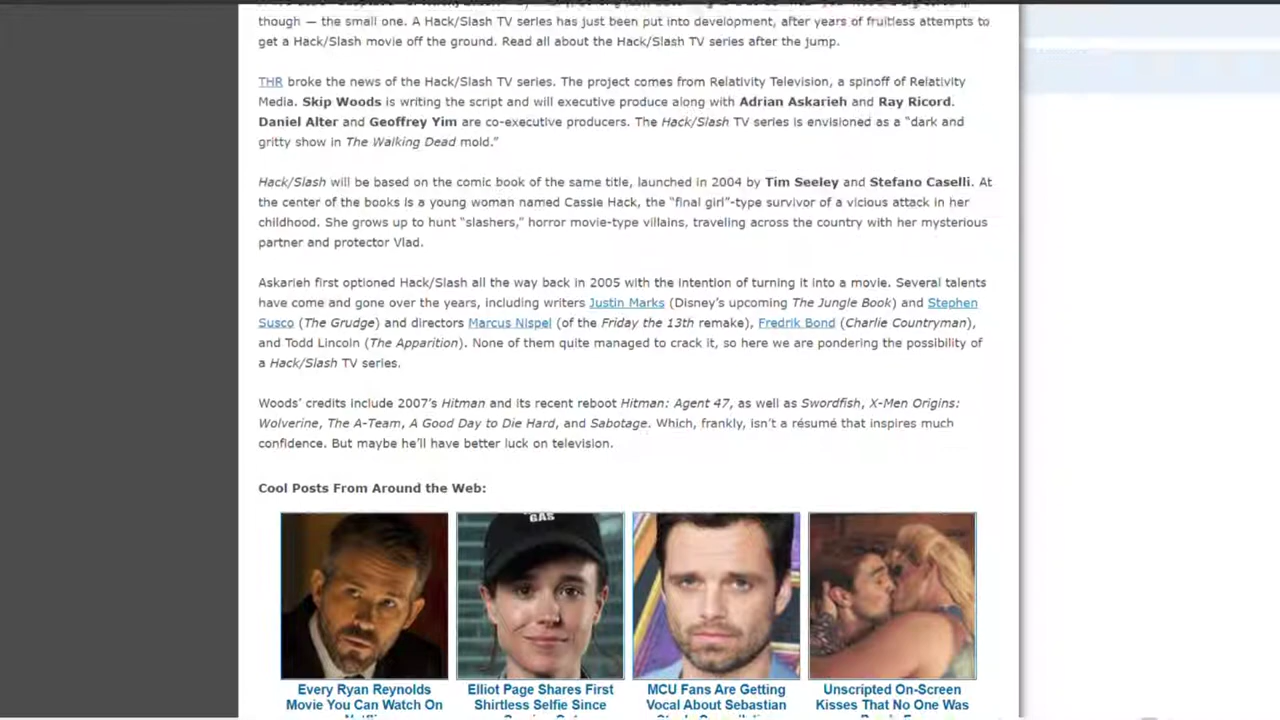 though — the small one. A Hack/Slash TV series has just been put into development, after years of fruitless attempts to
get a Hack/Slash movie off the ground. Read all about the Hack/Slash TV series after the jump.
THR broke the news of the Hack/Slash TV series. The project comes from Relativity Television, a spinoff of Relativity
Media. Skip Woods is writing the script and will executive produce along with Adrian Askarieh and Ray Ricord.
Daniel Alter and Geoffrey Yim are co-executive producers. The Hack/Slash TV series is envisioned as a “dark and
gritty show in The Walking Dead mold.”
Hack/Slash will be based on the comic book of the same title, launched in 2004 by Tim Seeley and Stefano Caselli. At
the center of the books is a young woman named Cassie Hack, the “final girl”-type survivor of a vicious attack in her
childhood. She grows up to hunt “slashers,” horror movie-type villains, traveling across the country with her mysterious
partner and protector Vlad.
Askarieh first optioned Hack/Slash all the way back in 2005 with the intention of turning it into a movie. Several talents
have come and gone over the years, including writers Justin Marks (Disney’s upcoming The Jungle Book) and Stephen
Susco (The Grudge) and directors Marcus Nispel (of the Friday the 13th remake), Fredrik Bond (Charlie Countryman),
and Todd Lincoln (The Apparition). None of them quite managed to crack it, so here we are pondering the possibility of
a Hack/Slash TV series.
Woods’ credits include 2007’s Hitman and its recent reboot Hitman: Agent 47, as well as Swordfish, X-Men Origins:
Wolverine, The A-Team, A Good Day to Die Hard, and Sabotage. Which, frankly, isn’t a résumé that inspires much
confidence. But maybe he’ll have better luck on television.
Cool Posts From Around the Web:
GAS
Every Ryan Reynolds
Movie You Can Watch On
Elliot Page Shares First
Shirtless Selfie Since
MCU Fans Are Getting
Vocal About Sebastian
Unscripted On-Screen
Kisses That No One Was